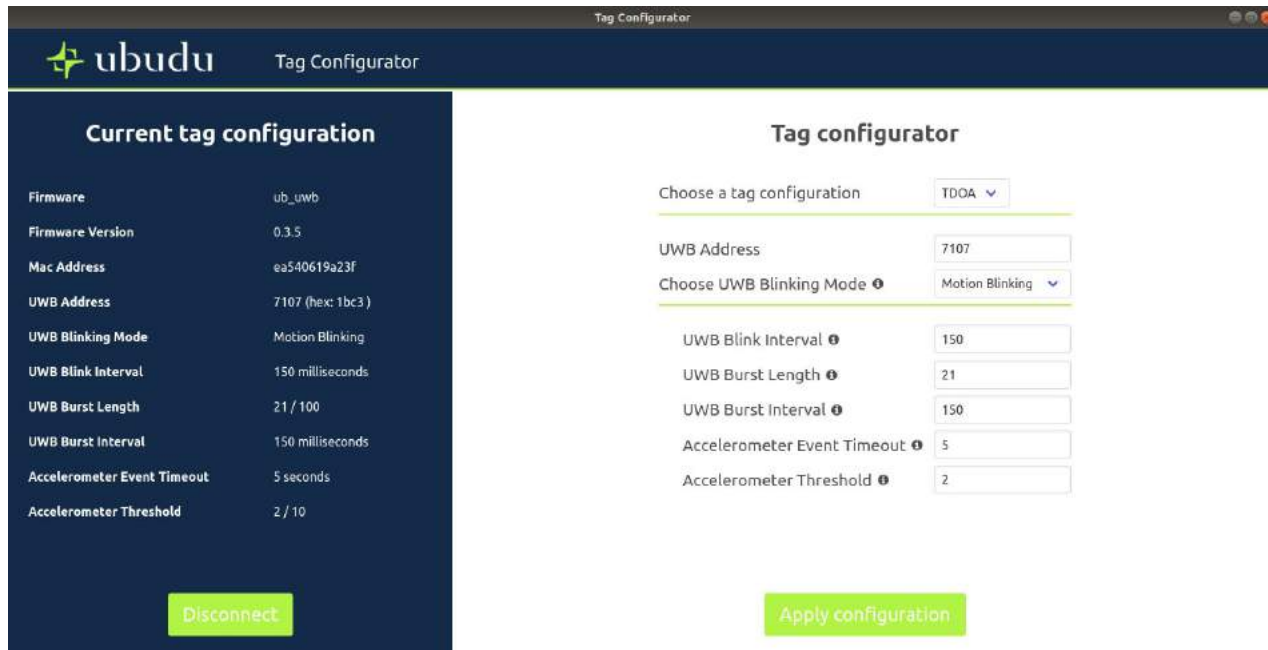 Tag Configurator
ubudu Tag Configurator
Current tag configuration
Firmware ub_uwb
Firmware Version 0.3.5
Mac Address ea540619a23f
UWB Address 7107 (hex: 1bc3 )
UWB Blinking Mode Motion Blinking
UWB Blink Interval 150 milliseconds
UWB Burst Length 21 / 100
UWB Burst Interval 150 milliseconds
Accelerometer Event Timeout 5 seconds
Accelerometer Threshold 2 / 10
Disconnect
Tag configurator
Choose a tag configuration TDOA
UWB Address 7107
Choose UWB Blinking Mode Motion Blinking
UWB Blink Interval 150
UWB Burst Length 21
UWB Burst Interval 150
Accelerometer Event Timeout 5
Accelerometer Threshold 2
Apply configuration